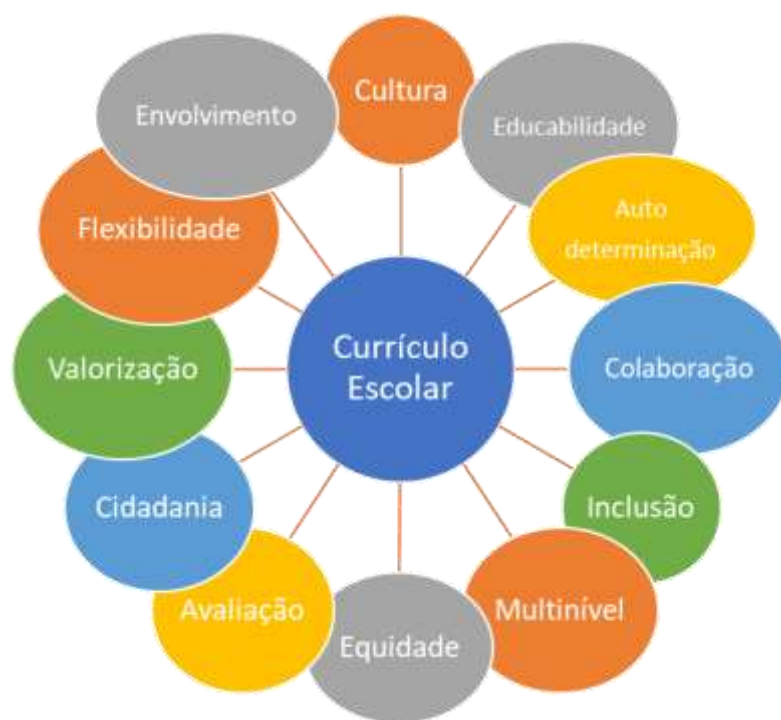 Cultura
Educabilidade
Auto
determinação
Colaboração
Inclusão
Multinível
Equidade
Avaliação
Cidadania
Valorização
Flexibilidade
Envolvimento
Currículo
Escolar